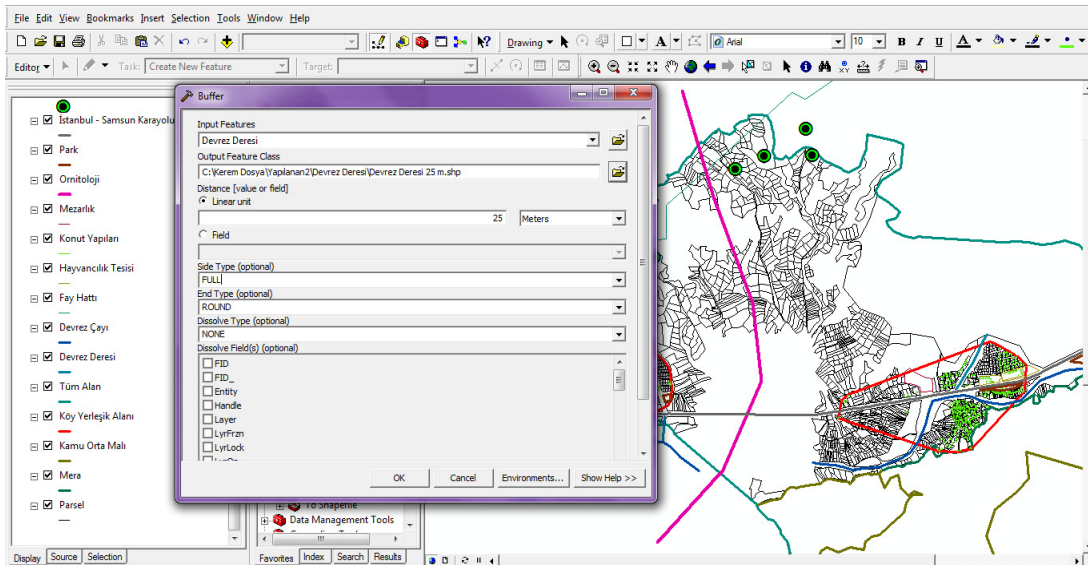 File Edit View Bookmarks Insert Selection Tools Window Help
Drawing A Arial 10 B I U A
Editor Task: Create New Feature Target:
Buffer
Input Features
Devrez Deresi
Output Feature Class
C:\Kerem Dosya\Yapılanan2\Devrez Deresi\Devrez Deresi 25 m.shp
Distance [value or field]
Linear unit
25 Meters
Field
Side Type (optional)
FULL
End Type (optional)
ROUND
Dissolve Type (optional)
NONE
Dissolve Field(s) (optional)
FID
FID_
Entity
Handle
Layer
LyrFrzn
LyrLock
OK Cancel Environments... Show Help >>
İstanbul - Samsun Karayolu
Park
Ornitoloji
Mezarlık
Konut Yapıları
Hayvancılık Tesisi
Fay Hattı
Devrez Çayı
Devrez Deresi
Tüm Alan
Köy Yerleşik Alanı
Kamu Orta Malı
Mera
Parsel
To Shapefile
Data Management Tools
Display Source Selection
Favorites Index Search Results